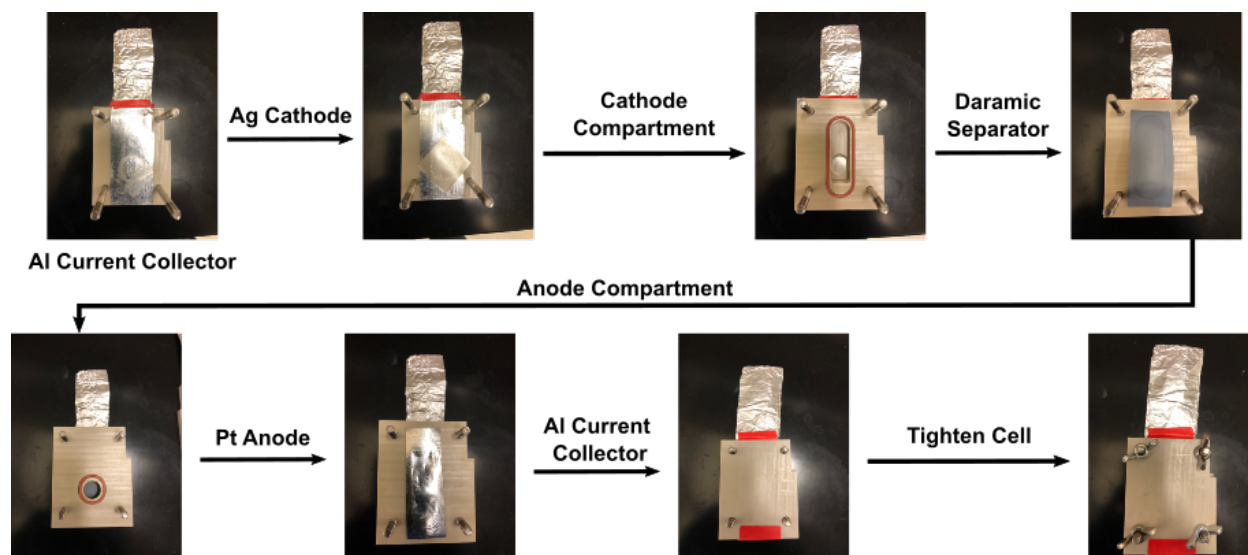 Ag Cathode
Cathode
Compartment
Daramic
Separator
Al Current Collector
Anode Compartment
Pt Anode
Al Current
Collector
Tighten Cell